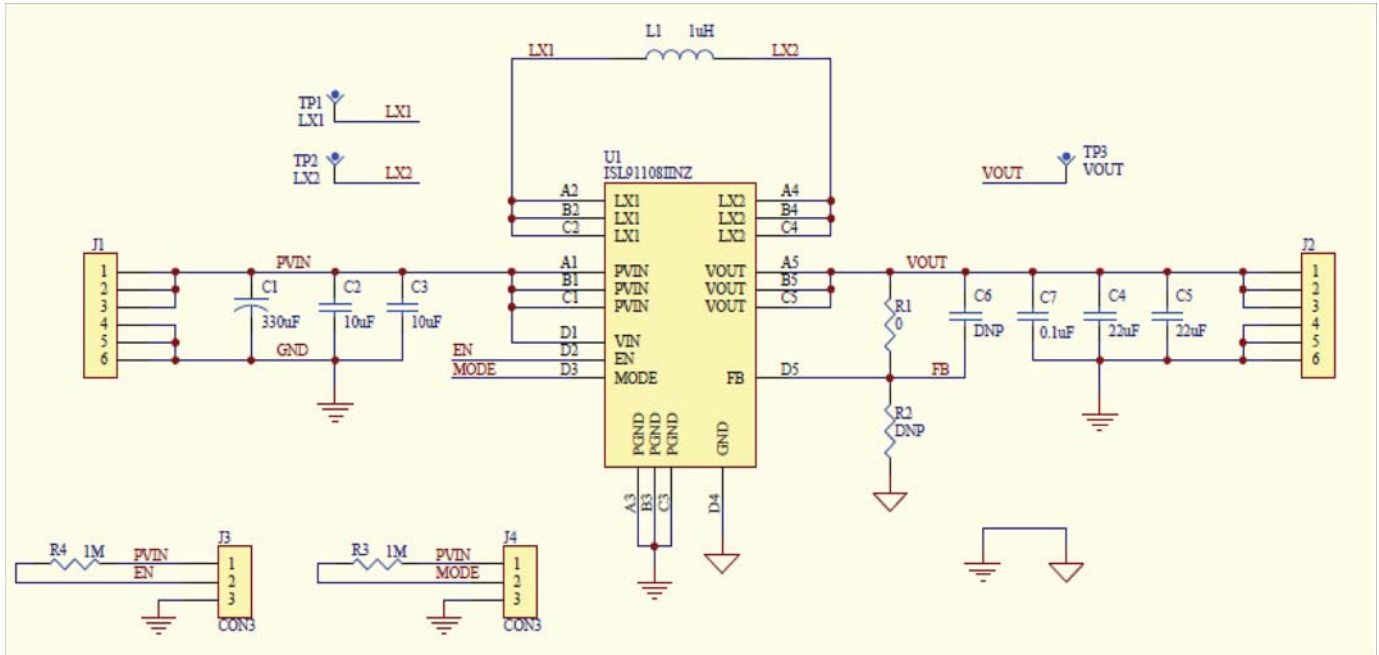 L1 1uH
LX1 LX2
TP1
LX1 LX1
TP2
LX2 LX2
TP3
VOUT VOUT
U1
ISL91108IINZ
A2 LX1 LX2 A4
B2 LX1 LX2 B4
C2 LX1 LX2 C4
J1
1
2
3
4
5
6
PVIN
GND
C1
330uF
C2
10uF
C3
10uF
A1 PVIN VOUT A5
B1 PVIN VOUT B5
C1 PVIN VOUT C5
D1 VIN
EN D2 EN
MODE D3 MODE FB D5 FB
PGND
PGND
PGND
GND
A3
B3
C3
D4
VOUT
R1
0
R2
DNP
C6
DNP
C7
0.1uF
C4
22uF
C5
22uF
J2
1
2
3
4
5
6
R4 1M PVIN
EN
J3
1
2
3
CON3
R3 1M PVIN
MODE
J4
1
2
3
CON3